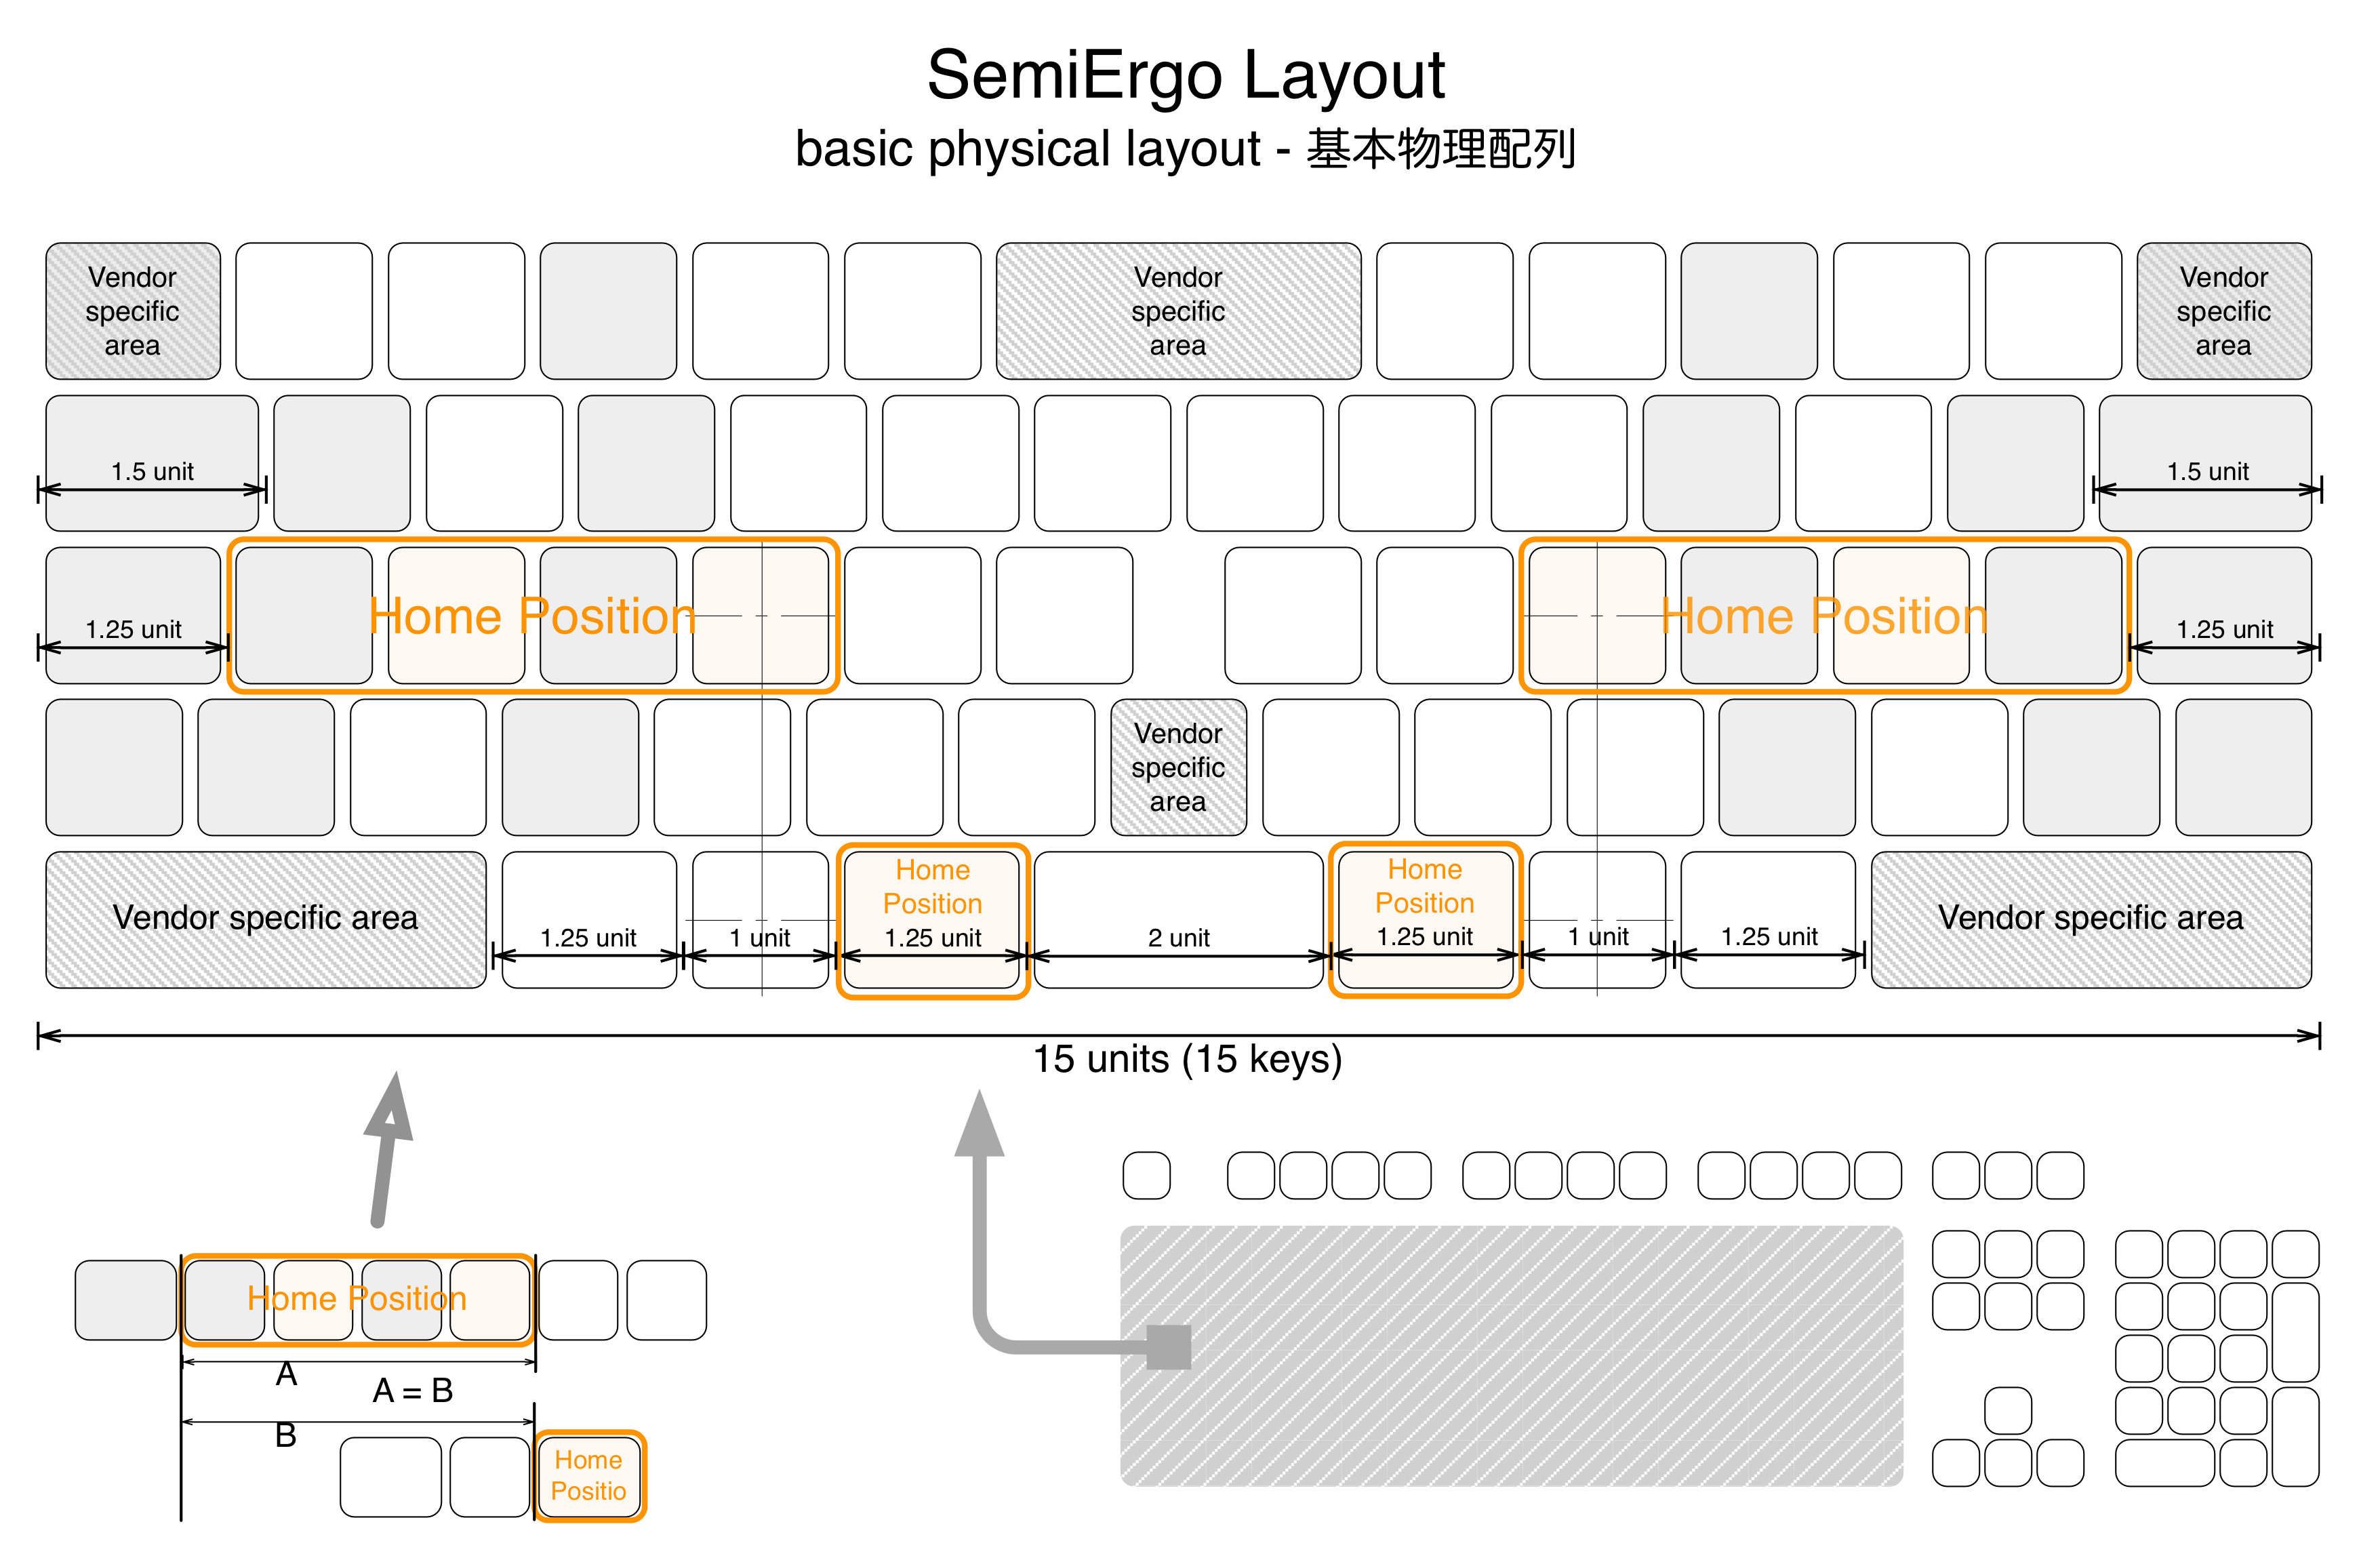 SemiErgo Layout
basic physical layout - 基本物理配列
Vendor
specific
area
Vendor
specific
area
Vendor
specific
area
1.5 unit
1.5 unit
Home Position
Home Position
1.25 unit
1.25 unit
Vendor
specific
area
Vendor specific area
1.25 unit
1 unit
Home
Position
1.25 unit
2 unit
Home
Position
1.25 unit
1 unit
1.25 unit
Vendor specific area
15 units (15 keys)
Home Position
A
A = B
B
Home
Positio